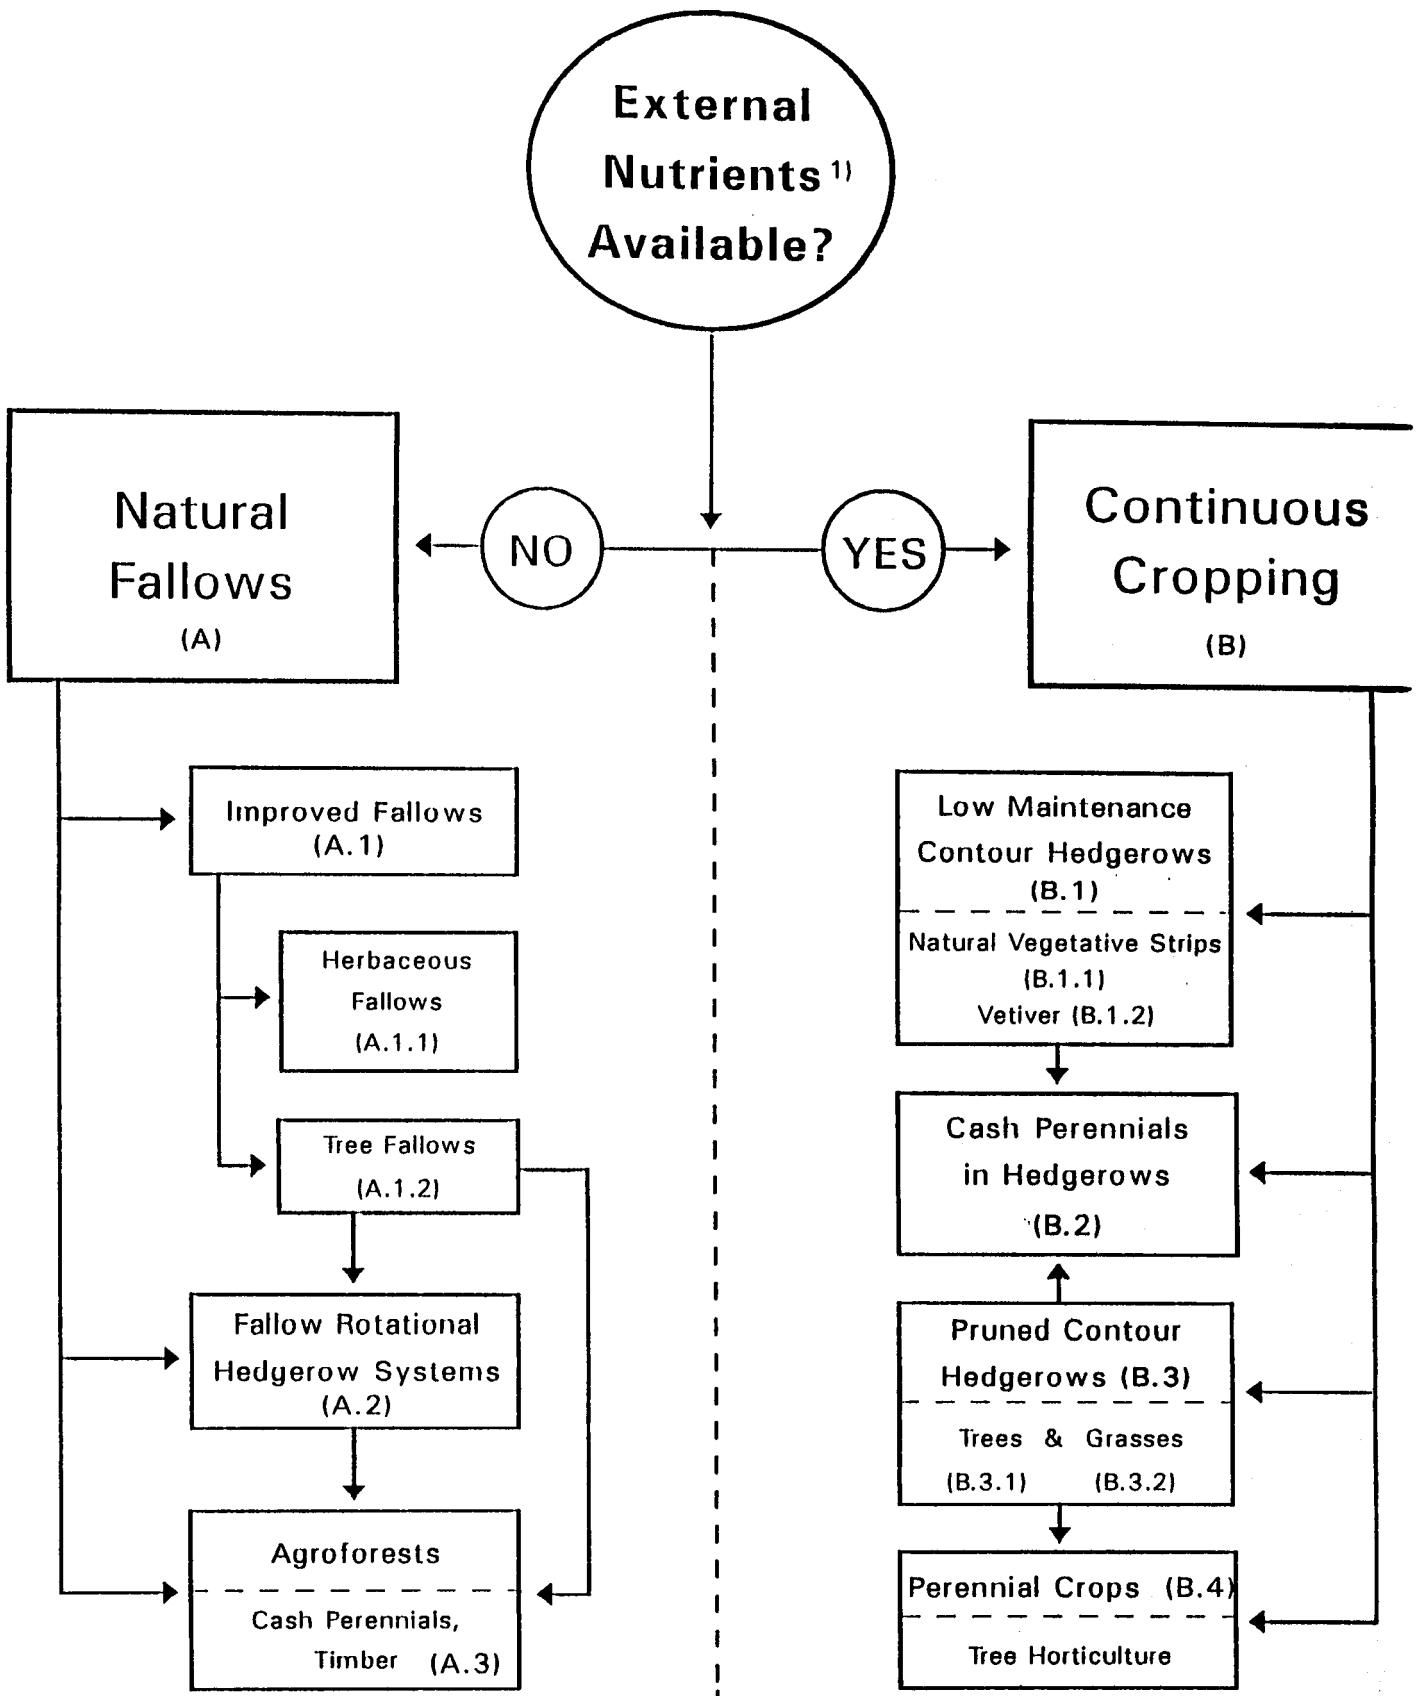 External
Nutrients 1)
Available?
Natural
Fallows
(A)
NO
YES
Continuous
Cropping
(B)
Improved Fallows
(A.1)
Herbaceous
Fallows
(A.1.1)
Tree Fallows
(A.1.2)
Fallow Rotational
Hedgerow Systems
(A.2)
Agroforests
Cash Perennials,
Timber (A.3)
Low Maintenance
Contour Hedgerows
(B.1)
Natural Vegetative Strips
(B.1.1)
Vetiver (B.1.2)
Cash Perennials
in Hedgerows
(B.2)
Pruned Contour
Hedgerows (B.3)
Trees & Grasses
(B.3.1) (B.3.2)
Perennial Crops (B.4)
Tree Horticulture